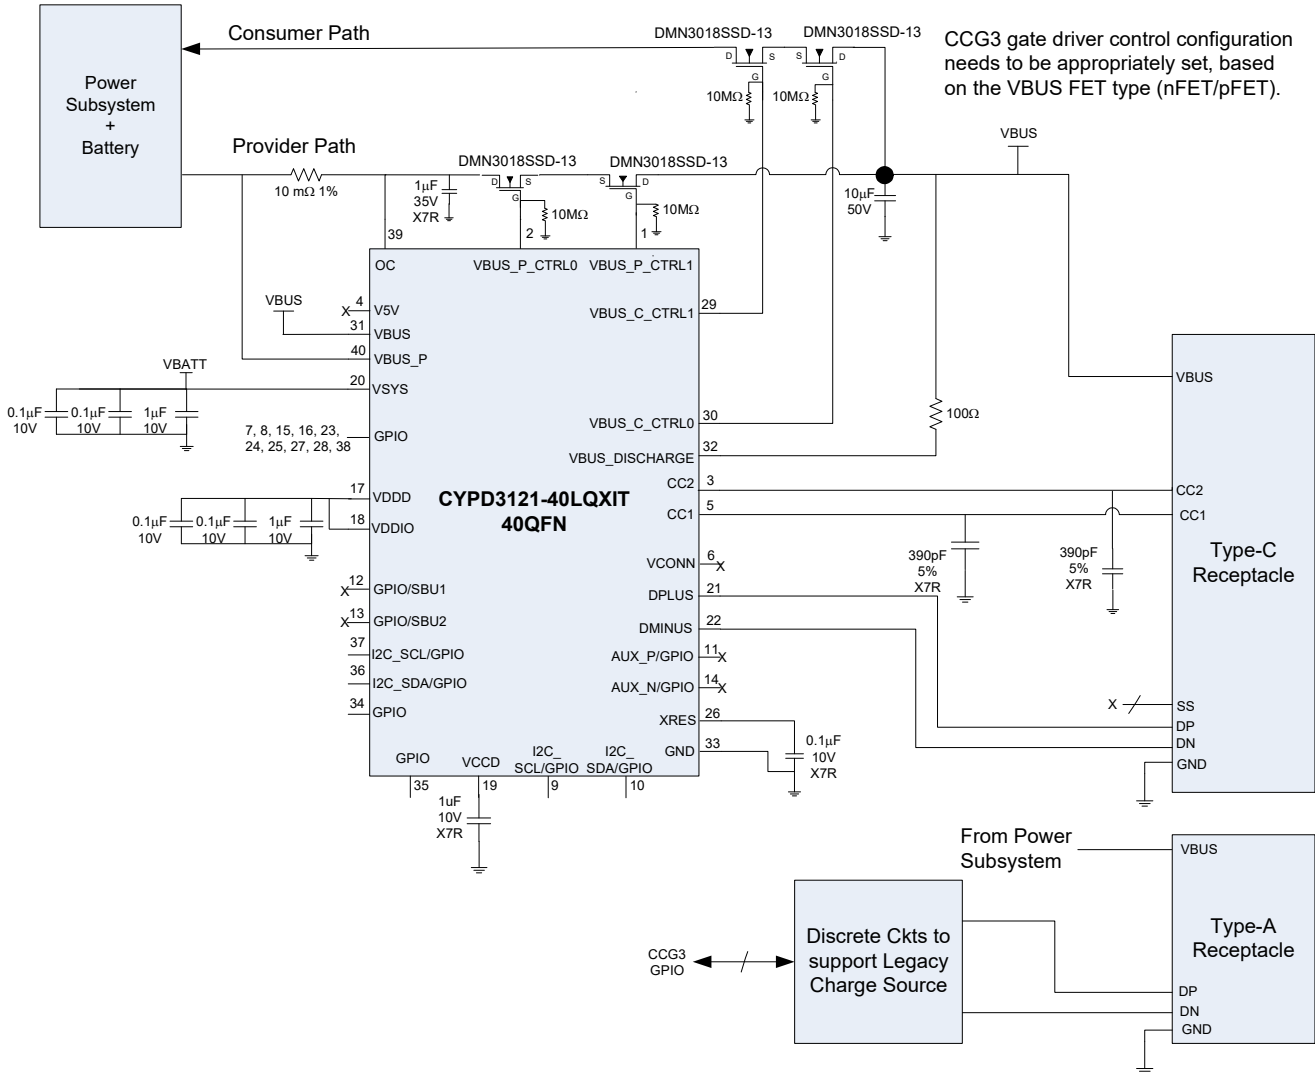 Consumer Path
DMN3018SSD-13
DMN3018SSD-13
CCG3 gate driver control configuration
needs to be appropriately set, based
on the VBUS FET type (nFET/pFET).
Power
Subsystem
+
Battery
D
S
G
S
D
G
10MΩ
10MΩ
VBUS
Provider Path
DMN3018SSD-13
DMN3018SSD-13
10 mΩ 1%
1µF
35V
X7R
D
S
G
S
D
G
10MΩ
10MΩ
10µF
50V
39
2
1
OC
VBUS_P_CTRL0
VBUS_P_CTRL1
VBUS
X
4
V5V
31
VBUS
40
VBUS_P
VBATT
20
VSYS
0.1µF
10V
0.1µF
10V
1µF
10V
7, 8, 15, 16, 23,
24, 25, 27, 28, 38
GPIO
17
VDDD
18
VDDIO
0.1µF
10V
0.1µF
10V
1µF
10V
X
12
GPIO/SBU1
X
13
GPIO/SBU2
37
I2C_SCL/GPIO
36
I2C_SDA/GPIO
34
GPIO
CYPD3121-40LQXIT
40QFN
VBUS_C_CTRL1
29
VBUS_C_CTRL0
30
VBUS_DISCHARGE
32
100Ω
CC2
3
CC1
5
VCONN
6
X
DPLUS
21
DMINUS
22
AUX_P/GPIO
11
X
AUX_N/GPIO
14
X
XRES
26
GND
33
0.1µF
10V
X7R
390pF
5%
X7R
390pF
5%
X7R
GPIO
35
VCCD
19
I2C_
SCL/GPIO
9
I2C_
SDA/GPIO
10
1uF
10V
X7R
VBUS
CC2
CC1
Type-C
Receptacle
X
SS
DP
DN
GND
From Power
Subsystem
VBUS
Type-A
Receptacle
DP
DN
GND
CCG3
GPIO
Discrete Ckts to
support Legacy
Charge Source